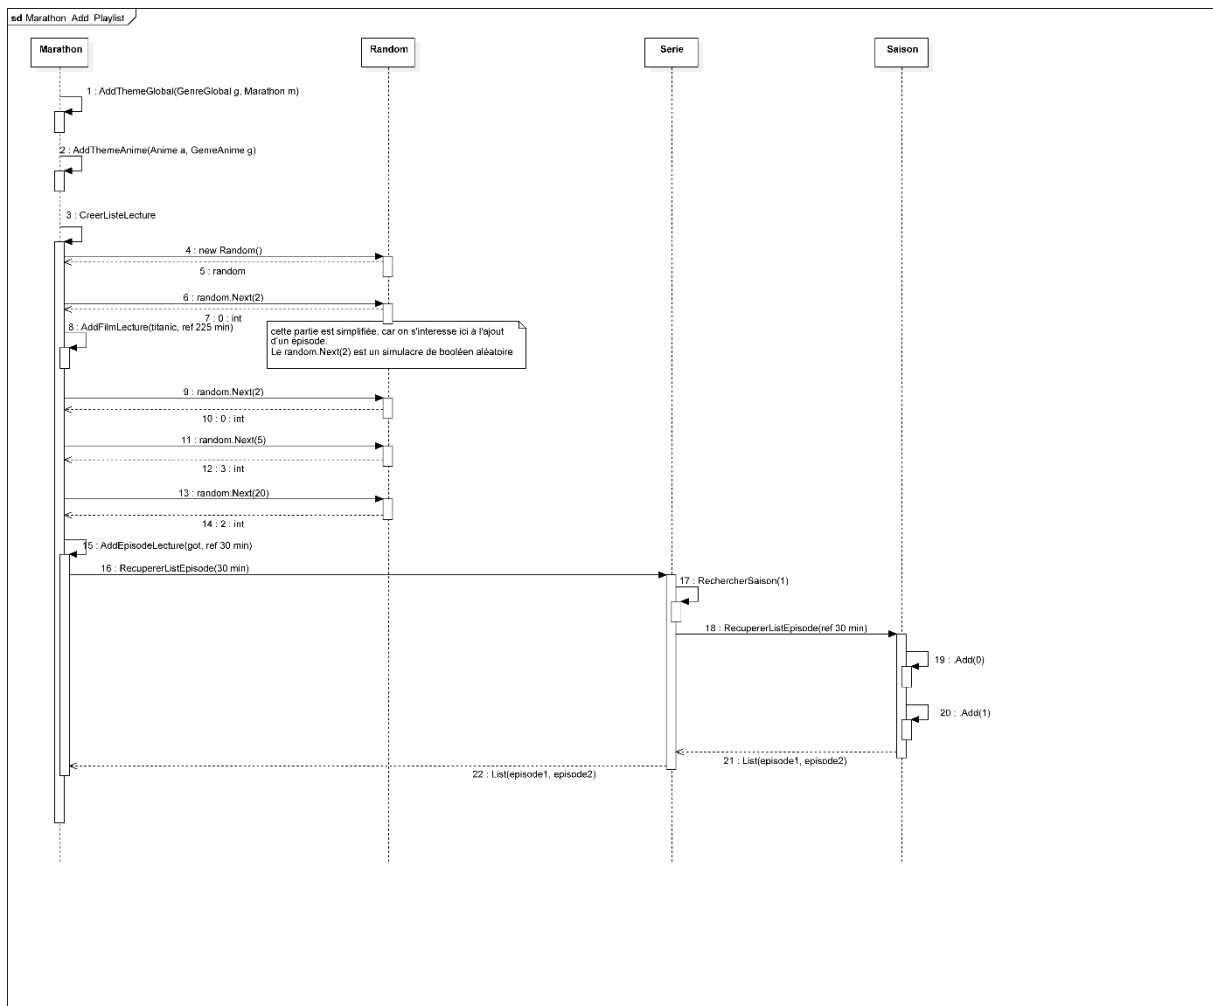 sd Marathon_Add_Playlist
Marathon
Random
Serie
Saison
1 : AddThemeGlobal(GenreGlobal g, Marathon m)
2 : AddThemeAnime(Anime a, GenreAnime g)
3 : CreerListeLecture
4 : new Random()
5 : random
6 : random.Next(2)
7 : 0 : int
8 : AddFilmLecture(titanic, ref 225 min)
cette partie est simplifiée, car on s'interesse ici à l'ajout
d'un épisode.
Le random.Next(2) est un simulacre de booléen aléatoire
9 : random.Next(2)
10 : 0 : int
11 : random.Next(5)
12 : 3 : int
13 : random.Next(20)
14 : 2 : int
15 : AddEpisodeLecture(got, ref 30 min)
16 : RecupererListEpisode(30 min)
17 : RechercherSaison(1)
18 : RecupererListEpisode(ref 30 min)
19 : .Add(0)
20 : .Add(1)
21 : List(episode1, episode2)
22 : List(episode1, episode2)